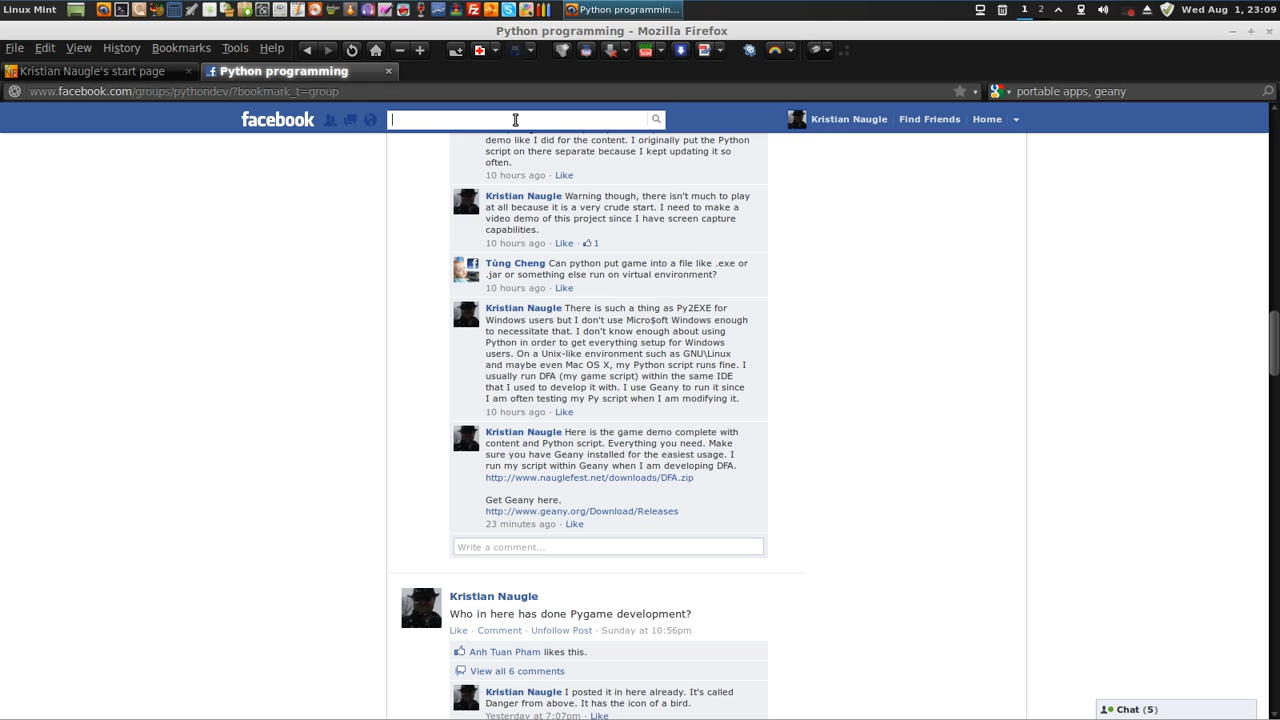 Linux Mint
Python programmin...
1 2
Wed Aug 1, 23:09
Python programming - Mozilla Firefox
File Edit View History Bookmarks Tools Help
Kristian Naugle's start page
Python programming
www.facebook.com/groups/pythondev/?bookmark_t=group
portable apps, geany
facebook
Kristian Naugle Find Friends Home
demo like I did for the content. I originally put the Python
script on there separate because I kept updating it so
often.
10 hours ago · Like
Kristian Naugle Warning though, there isn't much to play
at all because it is a very crude start. I need to make a
video demo of this project since I have screen capture
capabilities.
10 hours ago · Like · 1
Tùng Cheng Can python put game into a file like .exe or
.jar or something else run on virtual environment?
10 hours ago · Like
Kristian Naugle There is such a thing as Py2EXE for
Windows users but I don't use Micro$oft Windows enough
to necessitate that. I don't know enough about using
Python in order to get everything setup for Windows
users. On a Unix-like environment such as GNU\Linux
and maybe even Mac OS X, my Python script runs fine. I
usually run DFA (my game script) within the same IDE
that I used to develop it with. I use Geany to run it since
I am often testing my Py script when I am modifying it.
10 hours ago · Like
Kristian Naugle Here is the game demo complete with
content and Python script. Everything you need. Make
sure you have Geany installed for the easiest usage. I
run my script within Geany when I am developing DFA.
http://www.nauglefest.net/downloads/DFA.zip
Get Geany here.
http://www.geany.org/Download/Releases
23 minutes ago · Like
Write a comment...
Kristian Naugle
Who in here has done Pygame development?
Like · Comment · Unfollow Post · Sunday at 10:56pm
Anh Tuan Pham likes this.
View all 6 comments
Kristian Naugle I posted it in here already. It's called
Danger from above. It has the icon of a bird.
Yesterday at 7:07pm · Like
Chat (5)